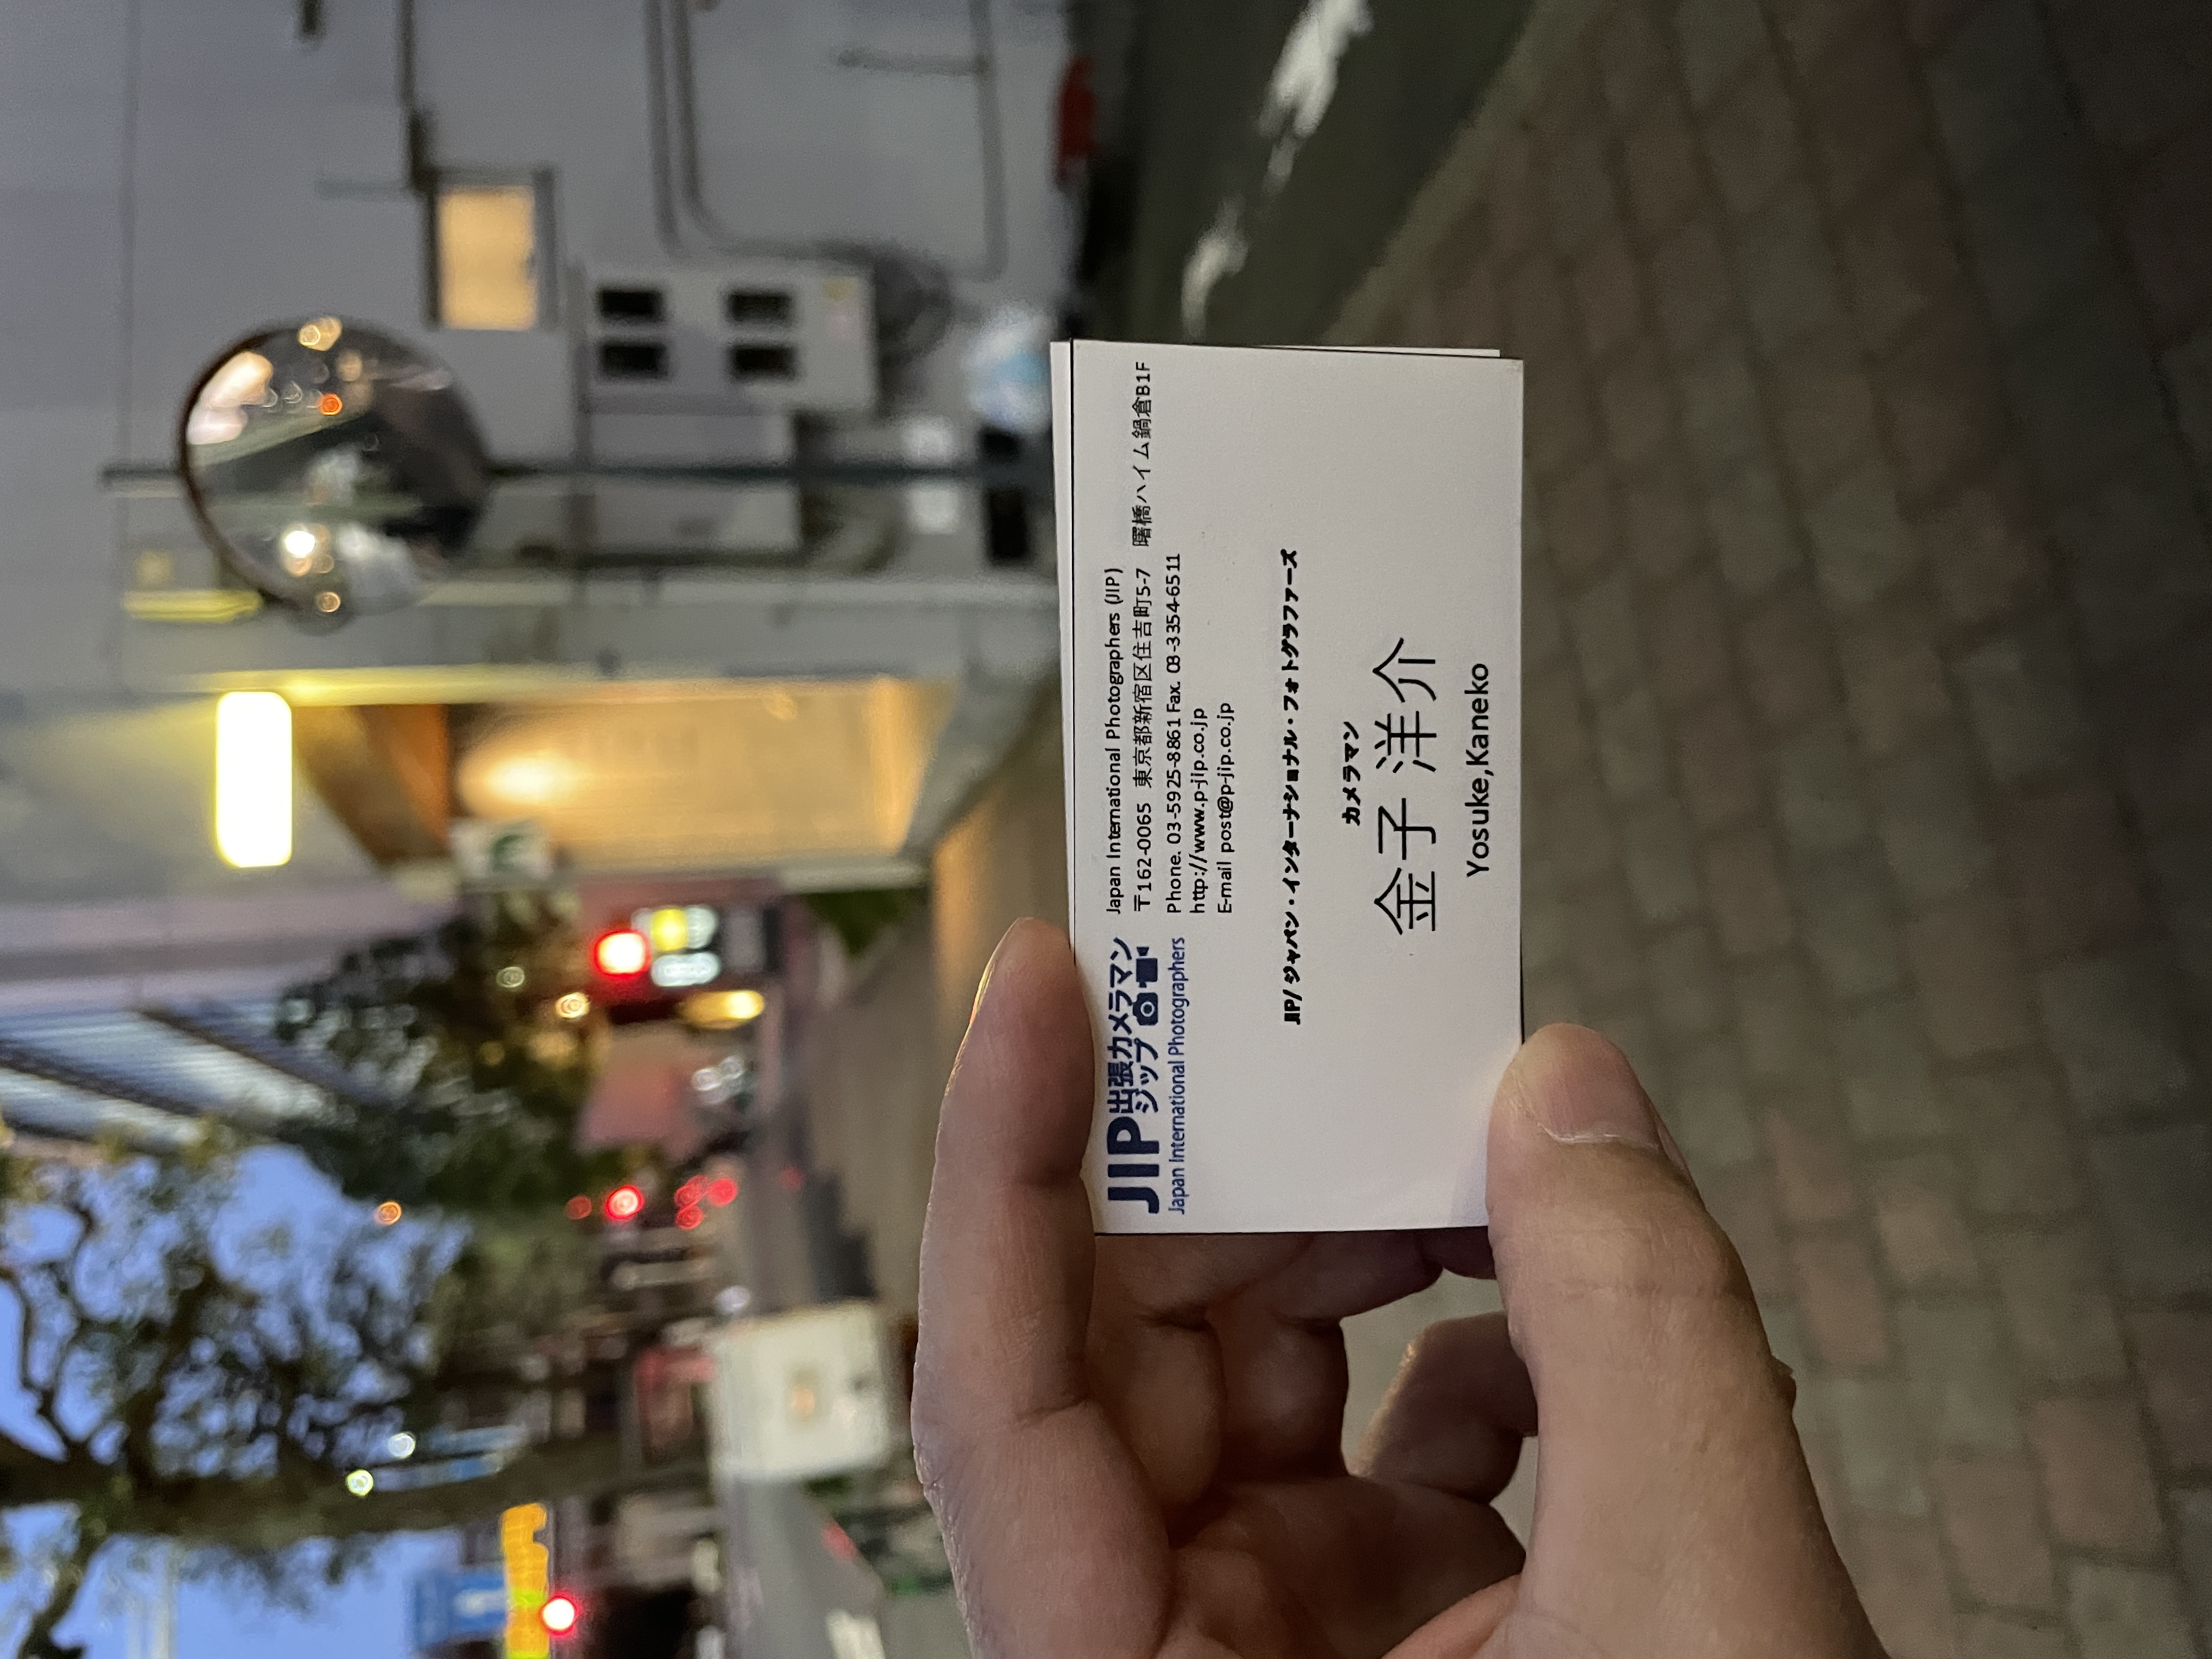 JIP出張カメラマン
ジップ
Japan International Photographers
Japan International Photographers (JIP)
〒162-0065 東京都新宿区住吉町5-7 曙橋ハイム鍋倉B1F
Phone. 03-5925-8861 Fax. 03-3354-6511
http://www.p-jip.co.jp
E-mail post@p-jip.co.jp
JIP/ジャパン・インターナショナル・フォトグラファーズ
カメラマン
金子 洋介
Yosuke,Kaneko